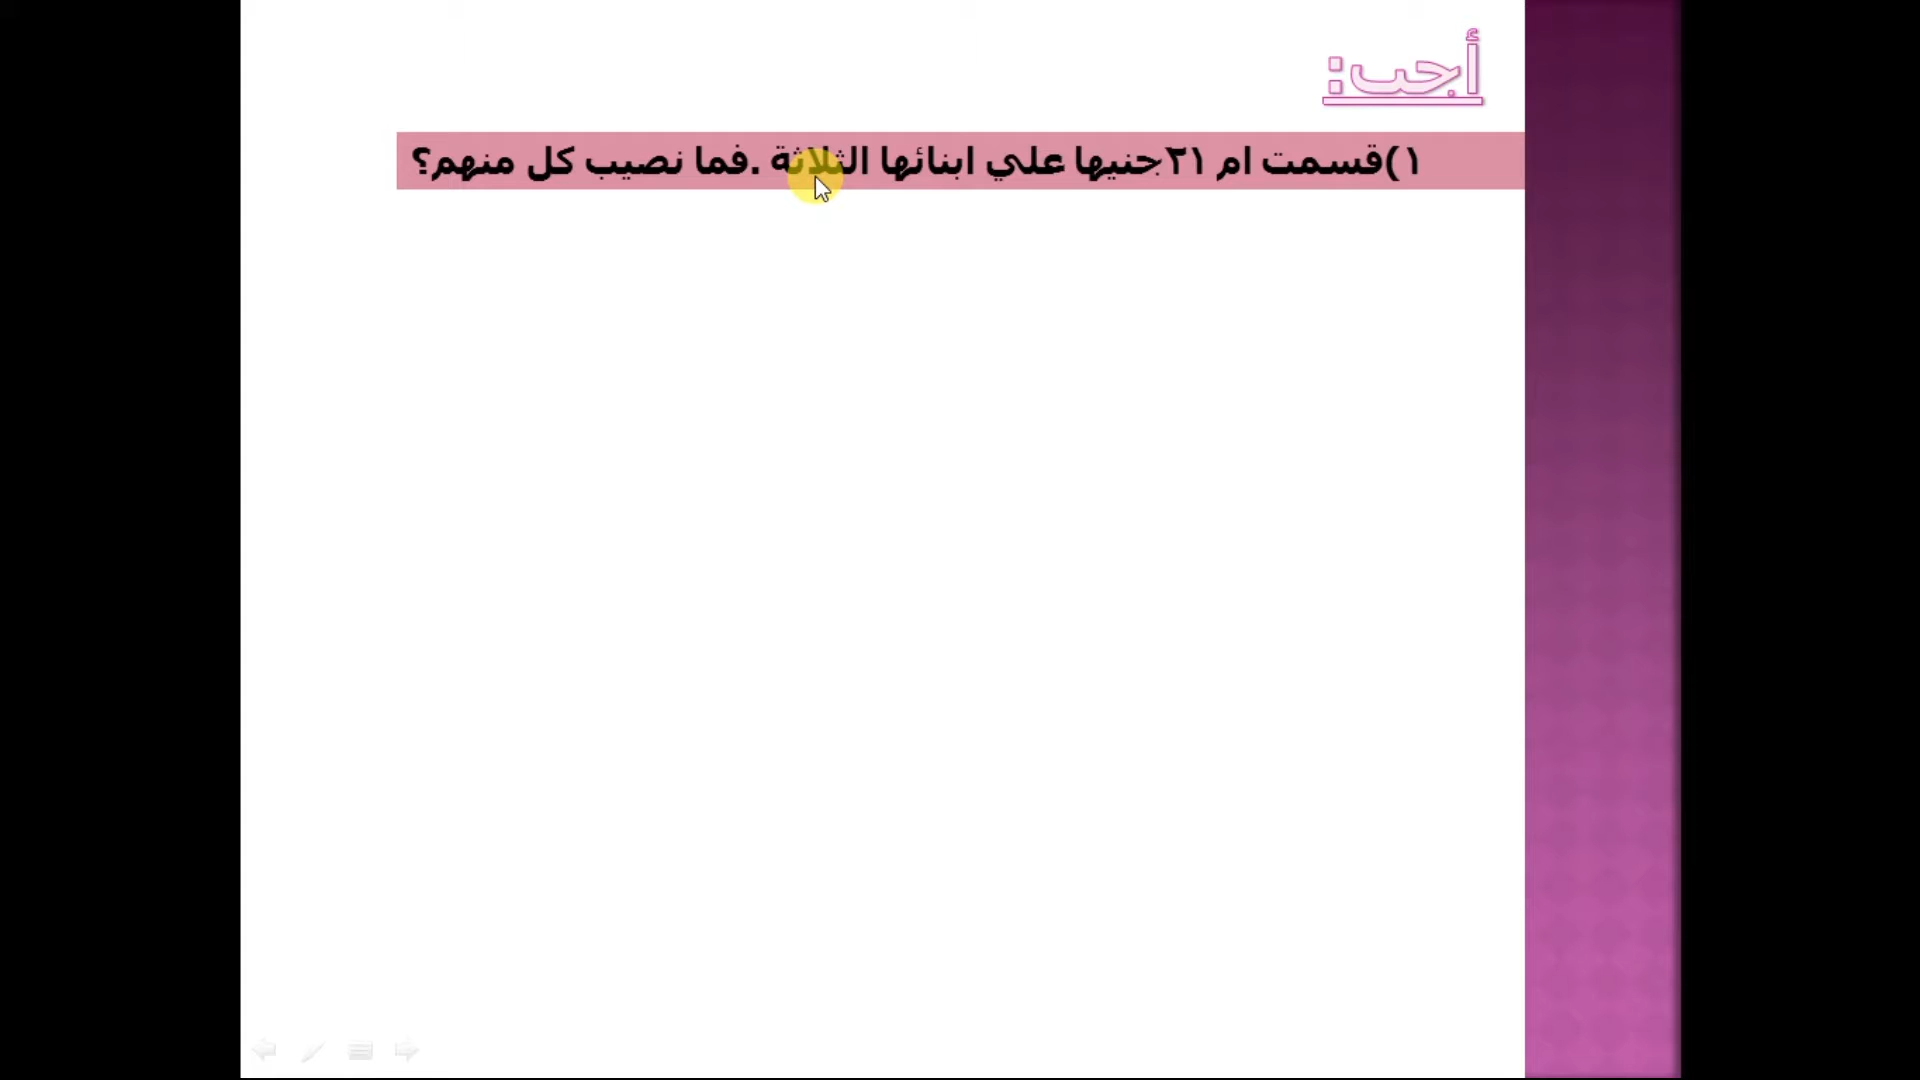 أجب:
١)قسمت ام ٢١جنيها علي ابنائها الثلاثة .فما نصيب كل منهم؟